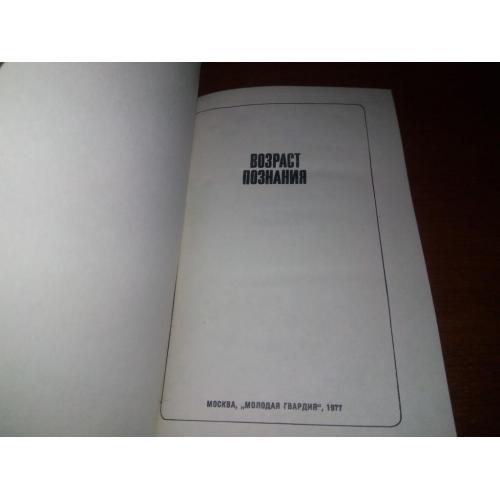 ВОЗРАСТ
ПОЗНАНИЯ
МОСКВА, „МОЛОДАЯ ГВАРДИЯ", 1977